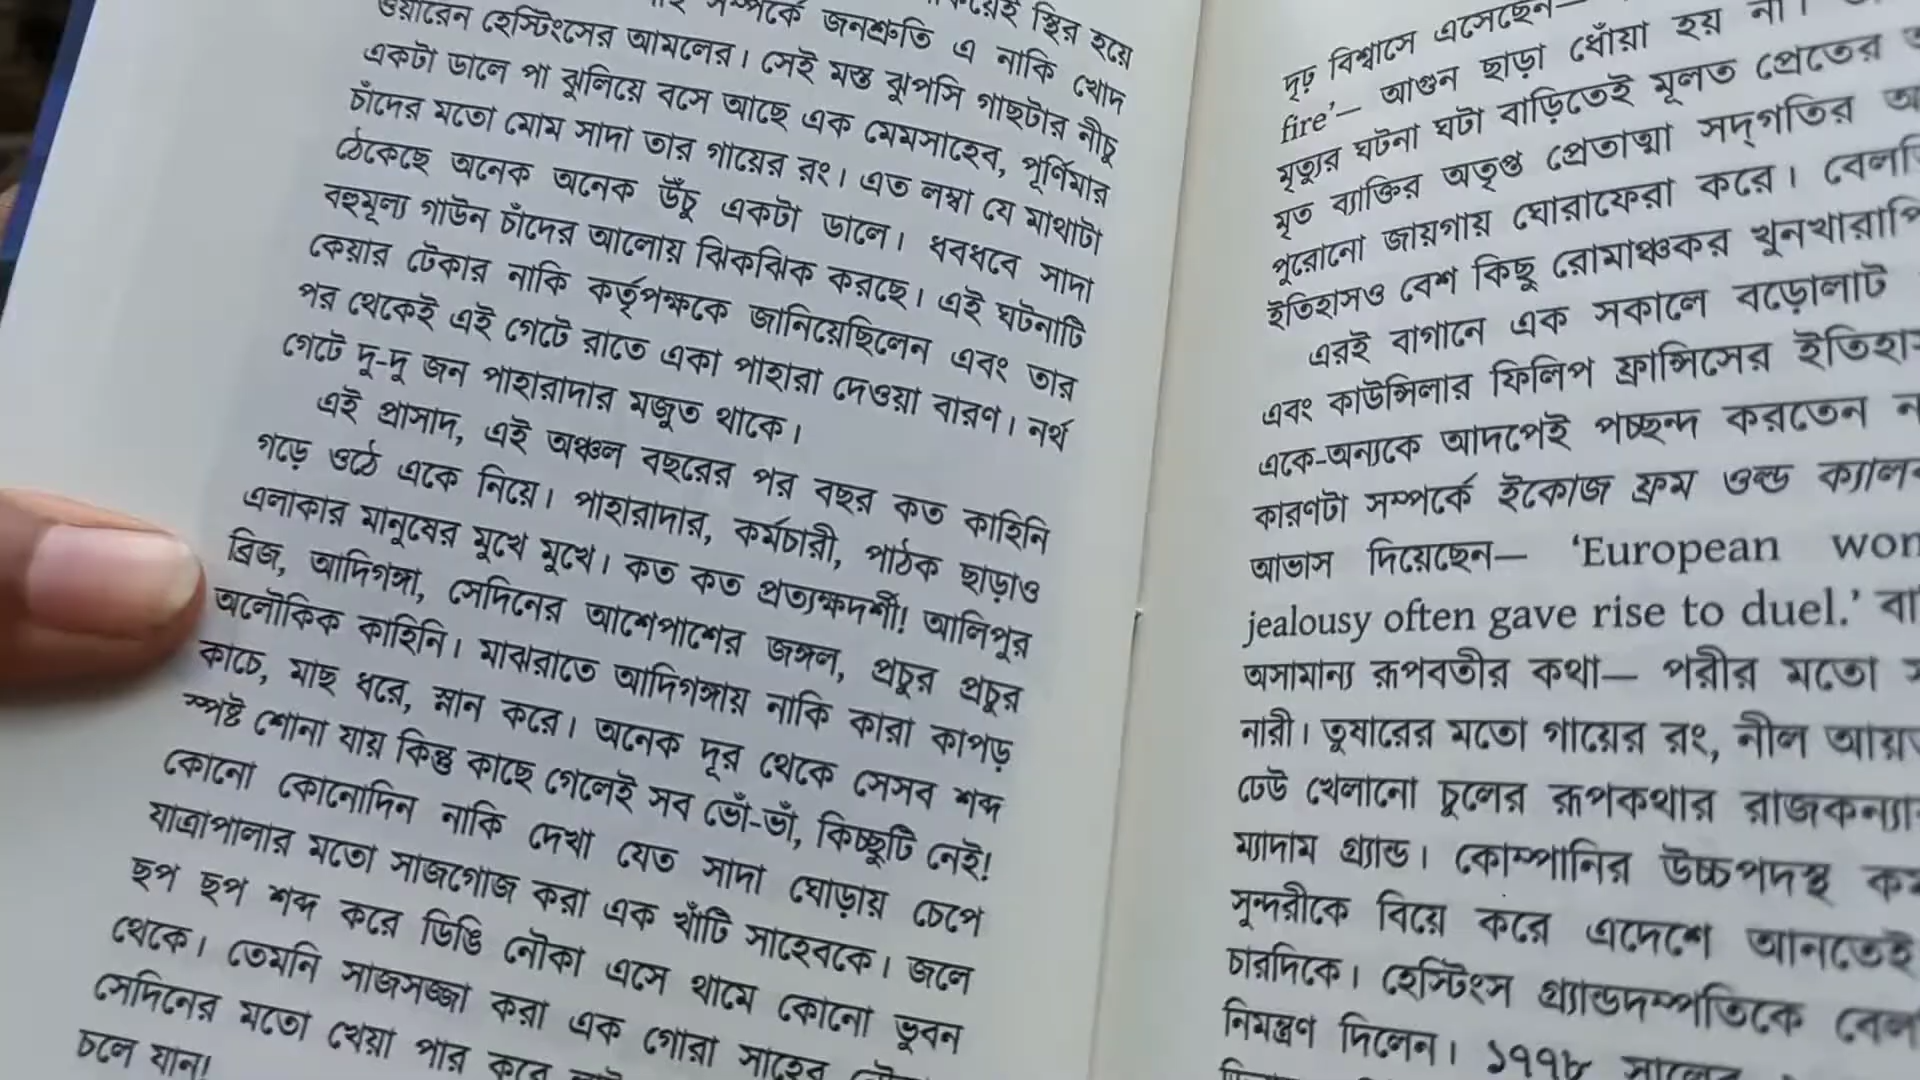 সম্পর্কে জনশ্রুতি এ নাকি খোদ
ওয়ারেন হেস্টিংসের আমলের। সেই মস্ত ঝুপসি গাছটার নীচু
একটা ডালে পা ঝুলিয়ে বসে আছে এক মেমসাহেব, পূর্ণিমার
চাঁদের মতো মোম সাদা তার গায়ের রং। এত লম্বা যে মাথাটা
ঠেকেছে অনেক অনেক উঁচু একটা ডালে। ধবধবে সাদা
বহুমূল্য গাউন চাঁদের আলোয় ঝিকঝিক করছে। এই ঘটনাটি
কেয়ার টেকার নাকি কর্তৃপক্ষকে জানিয়েছিলেন এবং তার
পর থেকেই এই গেটে রাতে একা পাহারা দেওয়া বারণ। নর্থ
গেটে দু-দু জন পাহারাদার মজুত থাকে।
এই প্রাসাদ, এই অঞ্চল বছরের পর বছর কত কাহিনি
গড়ে ওঠে একে নিয়ে। পাহারাদার, কর্মচারী, পাঠক ছাড়াও
এলাকার মানুষের মুখে মুখে। কত কত প্রত্যক্ষদর্শী! আলিপুর
ব্রিজ, আদিগঙ্গা, সেদিনের আশেপাশের জঙ্গল, প্রচুর প্রচুর
অলৌকিক কাহিনি। মাঝরাতে আদিগঙ্গায় নাকি কারা কাপড়
কাচে, মাছ ধরে, স্নান করে। অনেক দূর থেকে সেসব শব্দ
স্পষ্ট শোনা যায় কিন্তু কাছে গেলেই সব ভোঁ-ভাঁ, কিচ্ছুটি নেই!
কোনো কোনোদিন নাকি দেখা যেত সাদা ঘোড়ায় চেপে
যাত্রাপালার মতো সাজগোজ করা এক খাঁটি সাহেবকে। জলে
ছপ ছপ শব্দ করে ডিঙি নৌকা এসে থামে কোনো ভুবন
থেকে। তেমনি সাজসজ্জা করা এক গোরা সাহেব
সেদিনের মতো খেয়া পার করে
চলে যান!
দৃঢ় বিশ্বাসে এসেছেন—
fire’— আগুন ছাড়া ধোঁয়া হয় না।
মৃত্যুর ঘটনা ঘটা বাড়িতেই মূলত প্রেতের
মৃত ব্যাক্তির অতৃপ্ত প্রেতাত্মা সদ্‌গতির
পুরোনো জায়গায় ঘোরাফেরা করে।
ইতিহাসও বেশ কিছু রোমাঞ্চকর খুনখারাপি
এরই বাগানে এক সকালে বড়োলাট
এবং কাউন্সিলার ফিলিপ ফ্রান্সিসের
একে-অন্যকে আদপেই পচ্ছন্দ করতেন
কারণটা সম্পর্কে ইকোজ ফ্রম ওল্ড
আভাস দিয়েছেন— ‘European
jealousy often gave rise to duel.’
অসামান্য রূপবতীর কথা— পরীর মতো
নারী। তুষারের মতো গায়ের রং, নীল
ঢেউ খেলানো চুলের রূপকথার রাজকন্যা
ম্যাদাম গ্র্যান্ড। কোম্পানির উচ্চপদস্থ
সুন্দরীকে বিয়ে করে এদেশে আনতেই
চারদিকে। হেস্টিংস গ্র্যান্ডদম্পতিকে
নিমন্ত্রণ দিলেন। ১৭৭৮ সালের